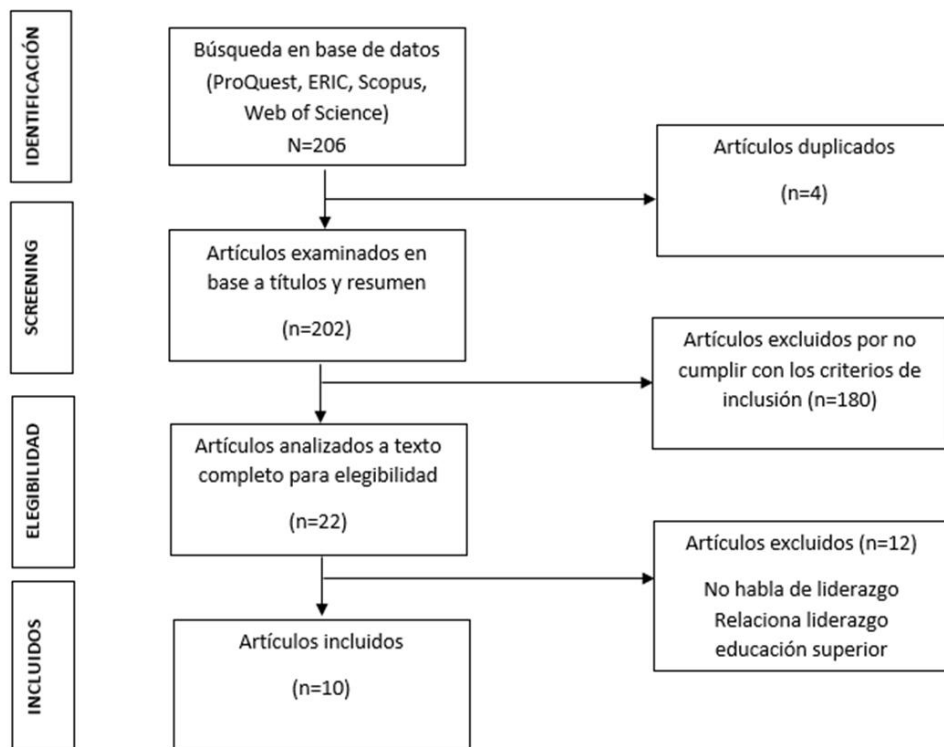 IDENTIFICACIÓN
Búsqueda en base de datos
(ProQuest, ERIC, Scopus,
Web of Science)
N=206
Artículos duplicados
(n=4)
SCREENING
Artículos examinados en
base a títulos y resumen
(n=202)
Artículos excluidos por no
cumplir con los criterios de
inclusión (n=180)
ELEGIBILIDAD
Artículos analizados a texto
completo para elegibilidad
(n=22)
Artículos excluidos (n=12)
No habla de liderazgo
Relaciona liderazgo
educación superior
INCLUIDOS
Artículos incluidos
(n=10)